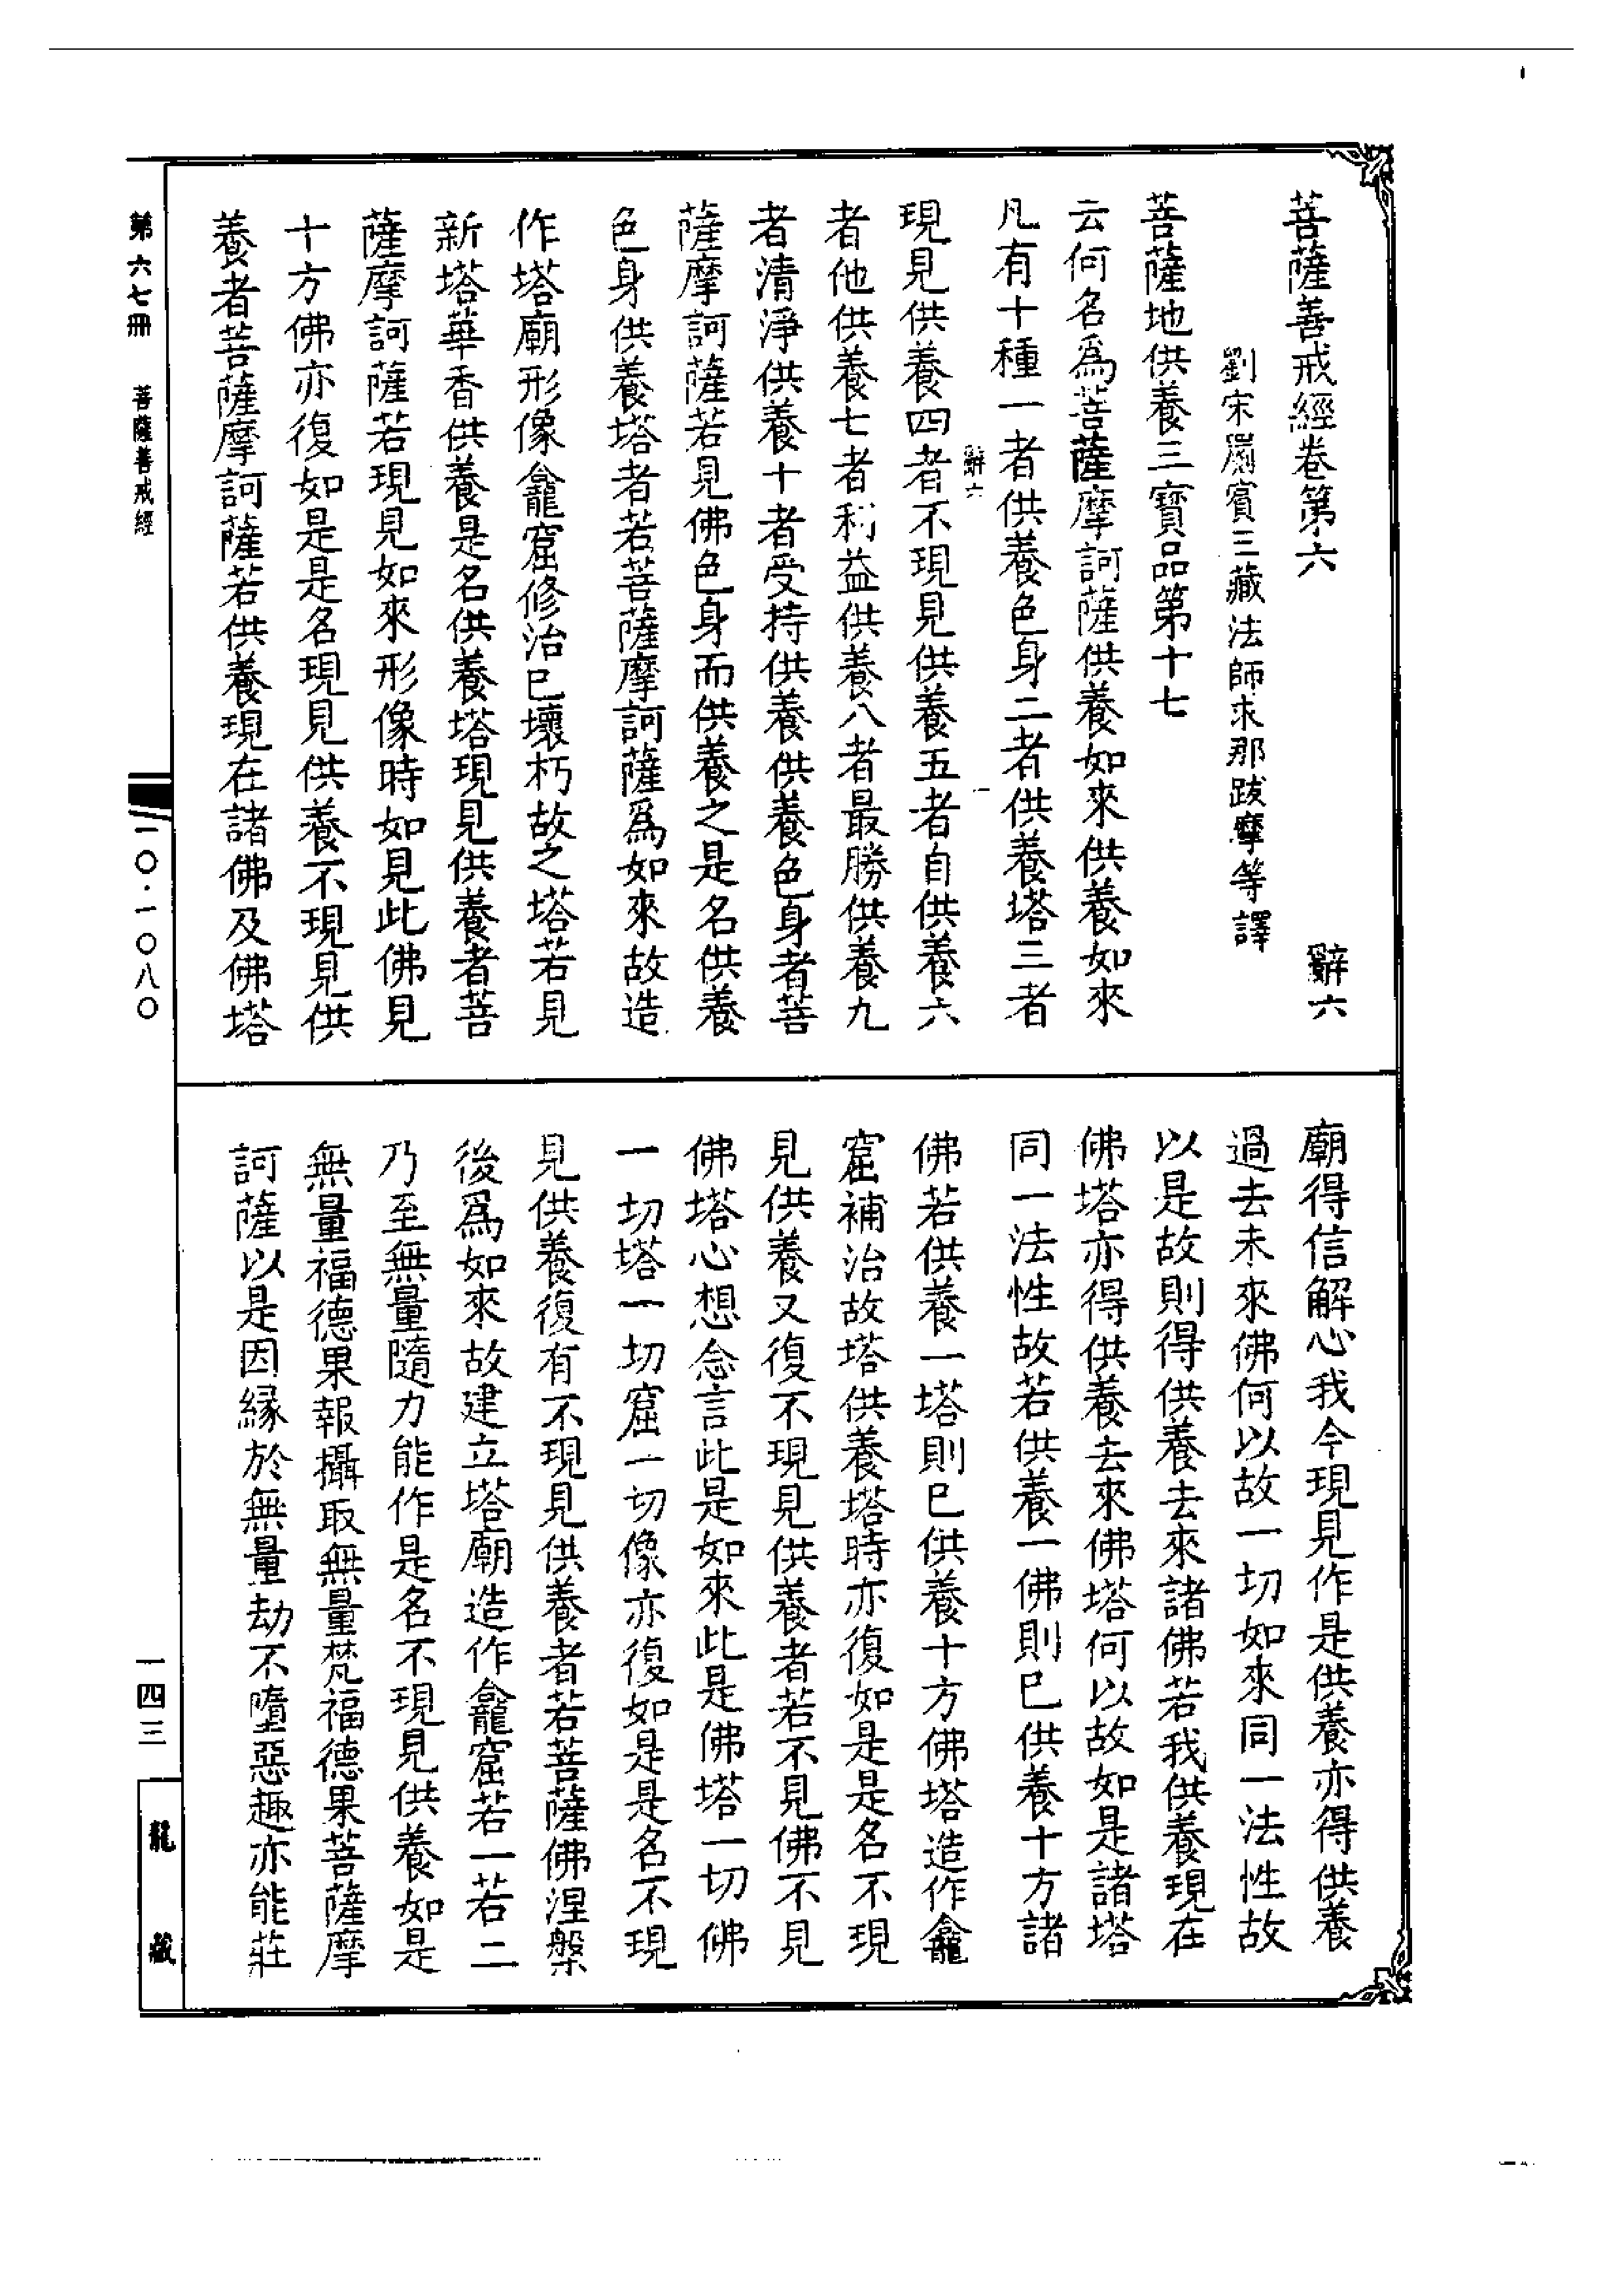 菩薩善戒經卷第六
辭六
劉宋罽賓三藏法師求那跋摩等譯
菩薩地供養三寶品第十七
云何名爲菩薩摩訶薩供養如來供養如來
凡有十種一者供養色身二者供養塔三者
辭六
現見供養四者不現見供養五者自供養六
者他供養七者利益供養八者最勝供養九
者清淨供養十者受持供養供養色身者菩
薩摩訶薩若見佛色身而供養之是名供養
色身供養塔者若菩薩摩訶薩爲如來故造
作塔廟形像龕窟修治已壞朽故之塔若見
新塔華香供養是名供養塔現見供養者菩
薩摩訶薩若現見如來形像時如見此佛見
十方佛亦復如是是名現見供養不現見供
養者菩薩摩訶薩若供養現在諸佛及佛塔
廟得信解心我今現見作是供養亦得供養
過去未來佛何以故一切如來同一法性故
以是故則得供養去來諸佛若我供養現在
佛塔亦得供養去來佛塔何以故如是諸塔
同一法性故若供養一佛則已供養十方諸
佛若供養一塔則已供養十方佛塔造作龕
窟補治故塔供養塔時亦復如是是名不現
見供養又復不現見供養者若不見佛不見
佛塔心想念言此是如來此是佛塔一切佛
一切塔一切窟一切像亦復如是是名不現
見供養復有不現見供養者若菩薩佛涅槃
後爲如來故建立塔廟造作龕窟若一若二
乃至無量隨力能作是名不現見供養如是
無量福德果報攝取無量梵福德果菩薩摩
訶薩以是因緣於無量劫不墮惡趣亦能莊
第六七冊
菩薩善戒經
一〇·一〇八〇
一四三
龍藏